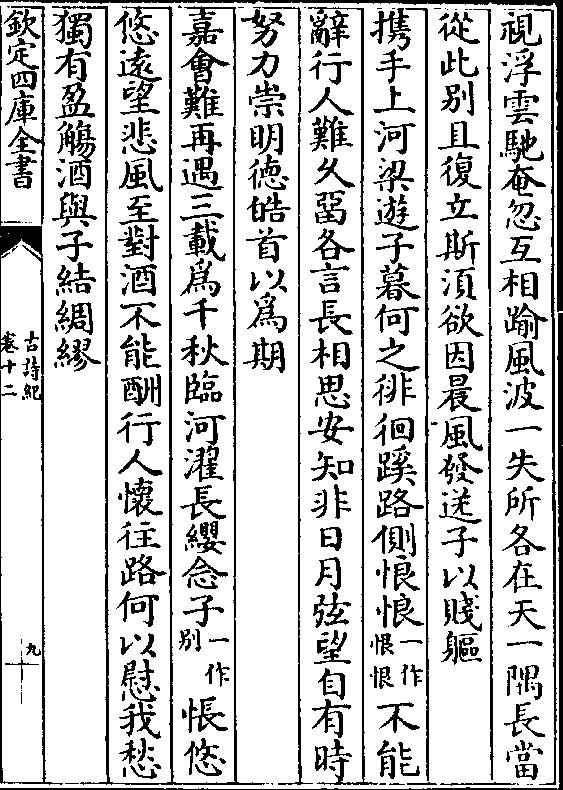 視浮雲馳奄忽互相踰風波一失所各在天一隅長當
從此别且復立斯須欲因晨風發送子以賤軀
携手上河梁遊子暮何之徘徊蹊路側恨恨一作恨恨不能
辭行人難久留各言長相思安知非日月弦望自有時
努力崇明德皓首以爲期
嘉會難再遇三載爲千秋臨河濯長纓念子一作别悵悠
悠遠望悲風至對酒不能酬行人懷往路何以慰我愁
獨有盈觴酒與子結綢繆
欽定四庫全書
古詩紀
卷十二
九